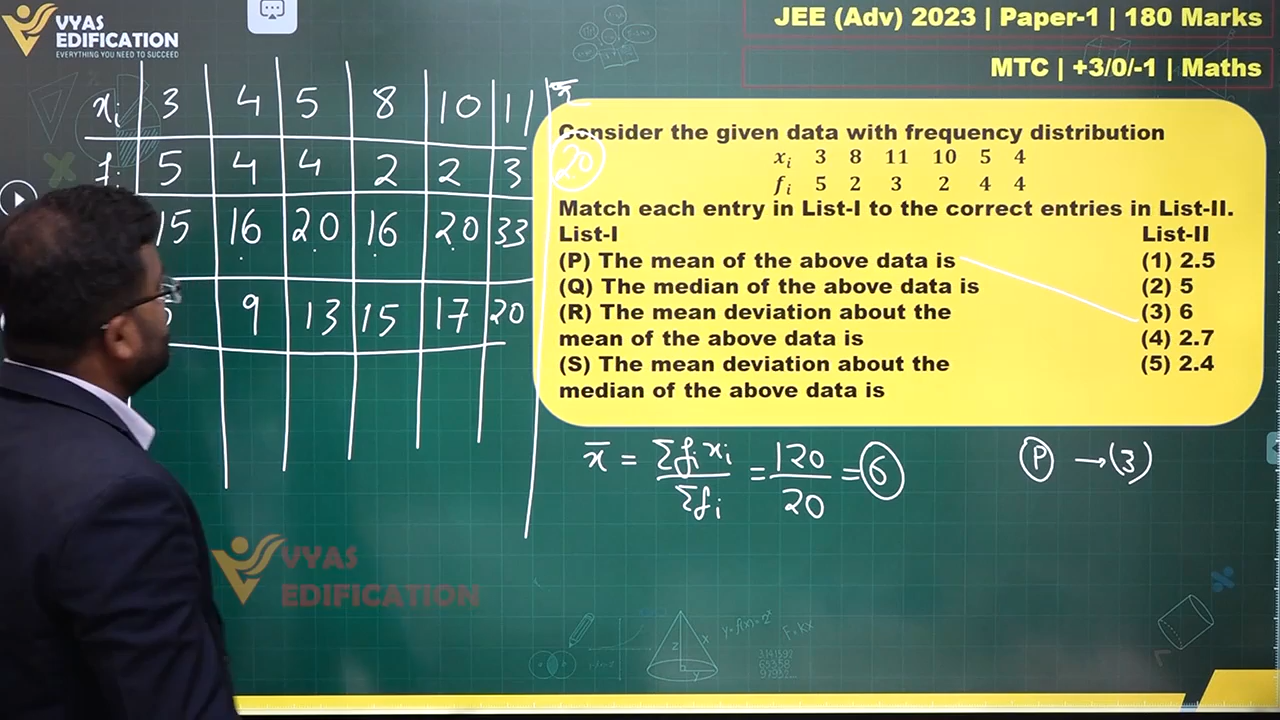 VYAS
EDIFICATION
EVERYTHING YOU NEED TO SUCCEED
JEE (Adv) 2023 | Paper-1 | 180 Marks
MTC | +3/0/-1 | Maths
xᵢ 3 4 5 8 10 11 Σ
fᵢ 5 4 4 2 2 3 20
15 16 20 16 20 33
9 13 15 17 20
Consider the given data with frequency distribution
xᵢ 3 8 11 10 5 4
fᵢ 5 2 3 2 4 4
Match each entry in List-I to the correct entries in List-II.
List-I List-II
(P) The mean of the above data is (1) 2.5
(Q) The median of the above data is (2) 5
(R) The mean deviation about the (3) 6
mean of the above data is (4) 2.7
(S) The mean deviation about the (5) 2.4
median of the above data is
x̄ = Σfᵢxᵢ / Σfᵢ = 120 / 20 = 6
P → (3)
VYAS
EDIFICATION